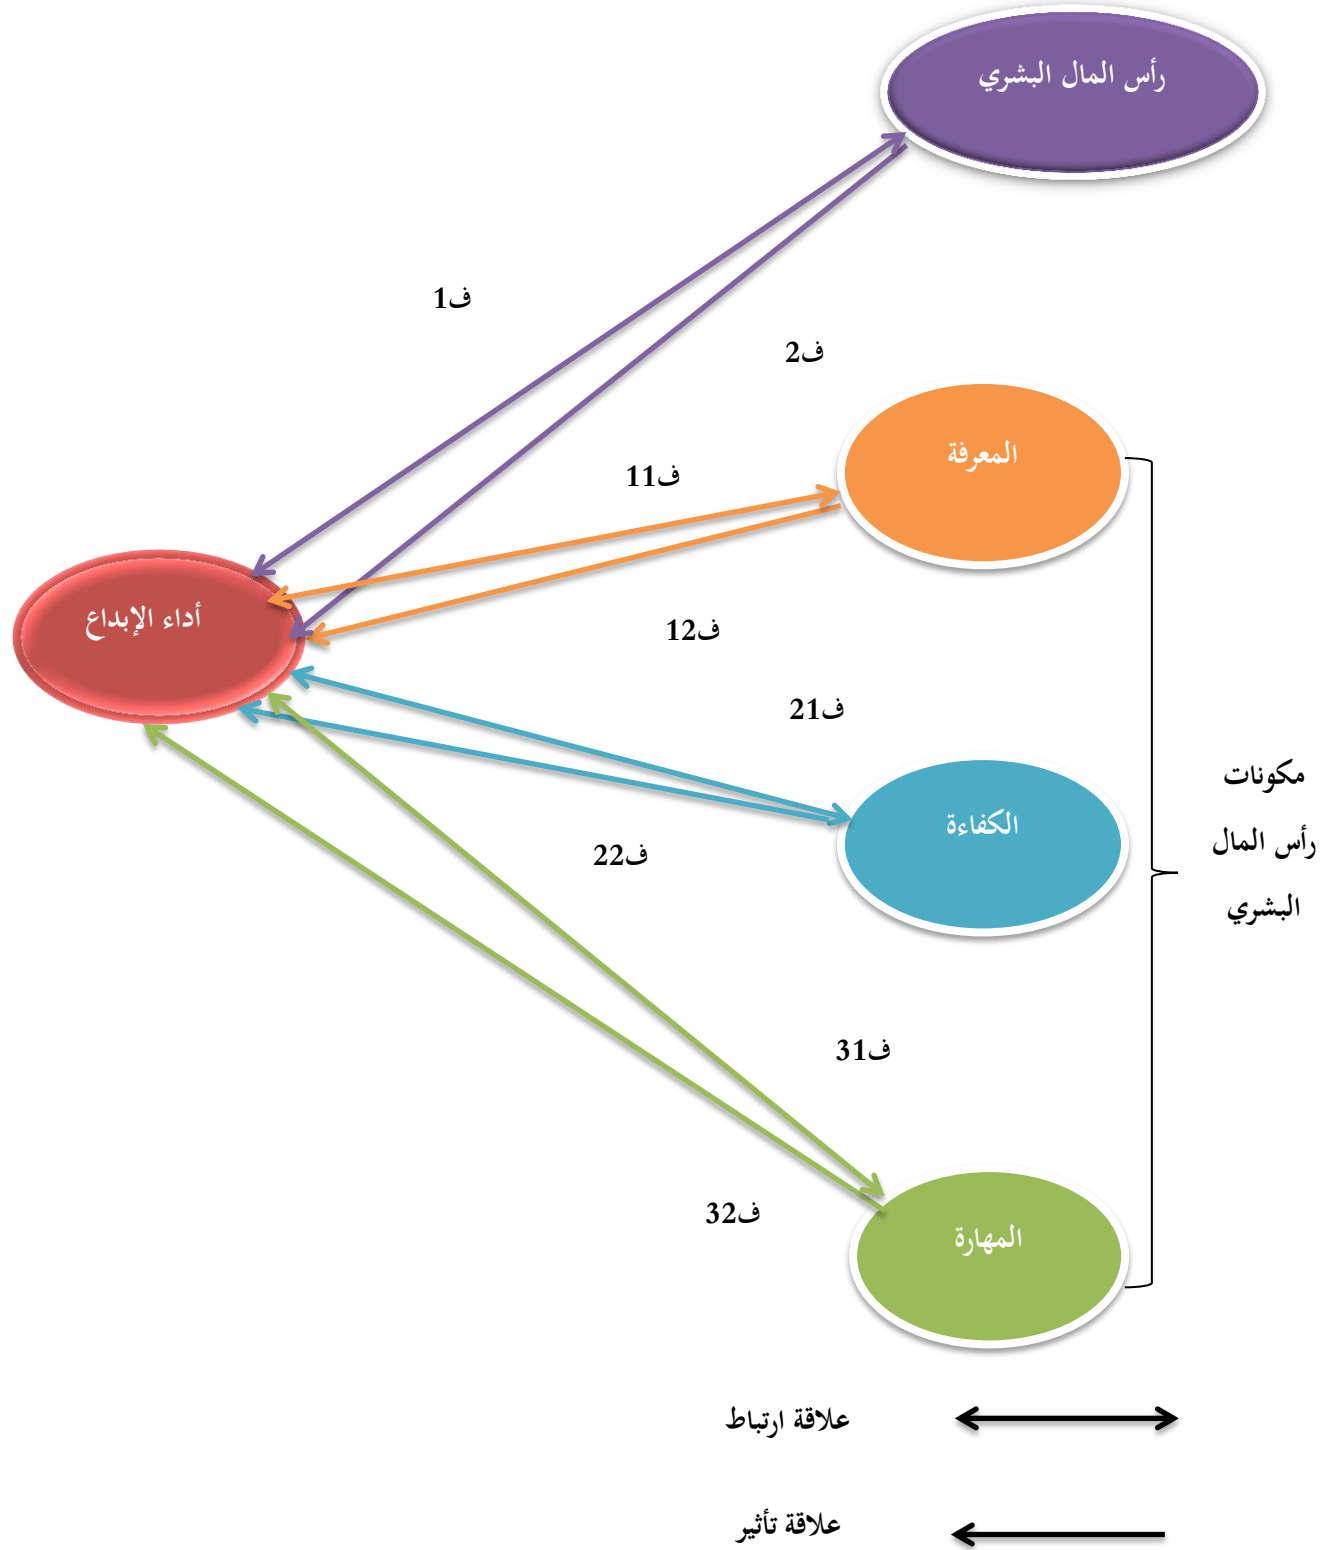 رأس المال البشري
ف1
ف2
المعرفة
ف11
أداء الإبداع
ف12
ف21
مكونات
رأس المال
البشري
الكفاءة
ف22
ف31
ف32
المهارة
علاقة ارتباط
علاقة تأثير